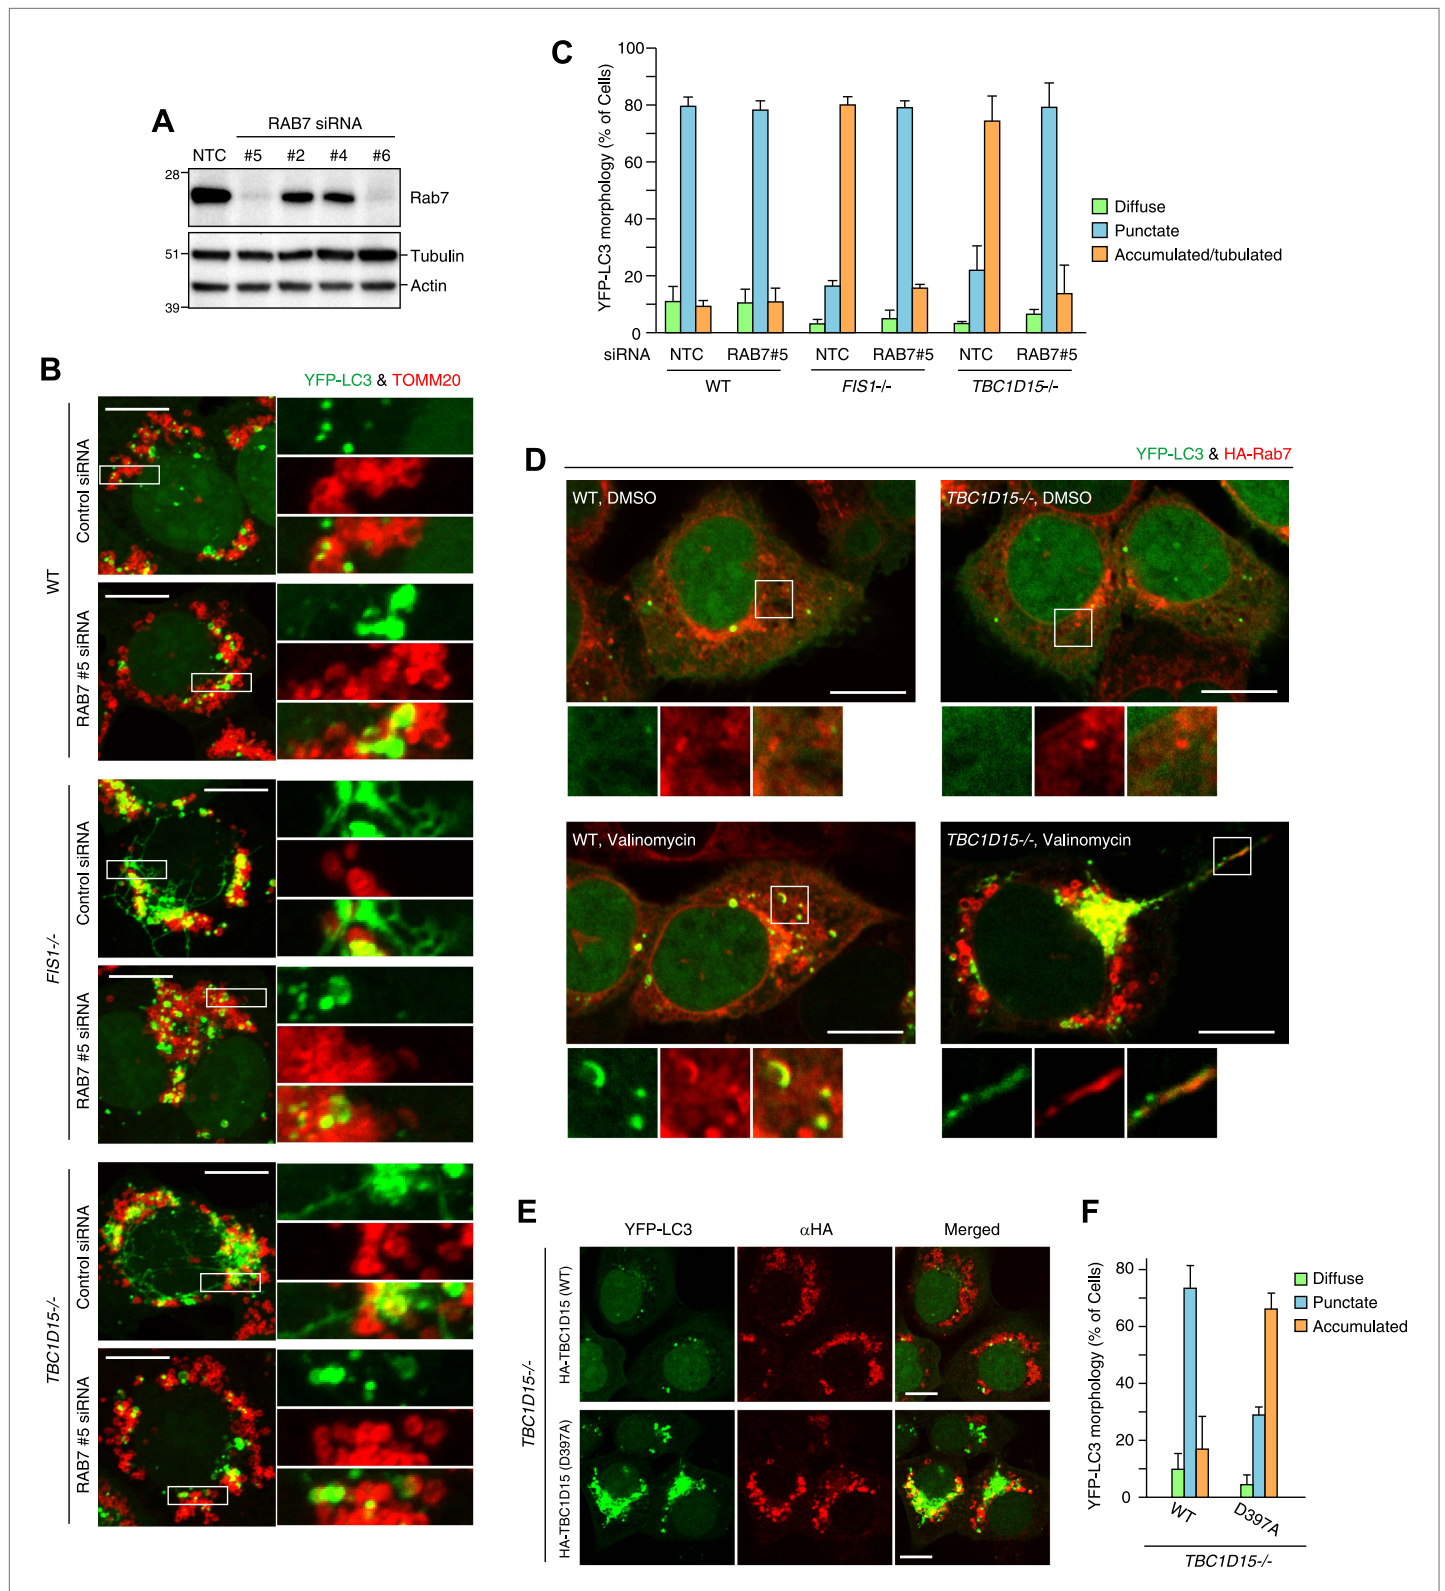 A
RAB7 siRNA
NTC #5 #2 #4 #6
28
Rab7
51
Tubulin
Actin
39
B
YFP-LC3 & TOMM20
WT
Control siRNA
RAB7 #5 siRNA
FIS1-/-
Control siRNA
RAB7 #5 siRNA
TBC1D15-/-
Control siRNA
RAB7 #5 siRNA
C
YFP-LC3 morphology (% of Cells)
100
80
60
40
20
0
Diffuse
Punctate
Accumulated/tubulated
siRNA NTC RAB7#5 NTC RAB7#5 NTC RAB7#5
WT FIS1-/- TBC1D15-/-
D
YFP-LC3 & HA-Rab7
WT, DMSO
TBC1D15-/-, DMSO
WT, Valinomycin
TBC1D15-/-, Valinomycin
E
YFP-LC3 αHA Merged
TBC1D15-/-
HA-TBC1D15 (WT)
HA-TBC1D15 (D397A)
F
YFP-LC3 morphology (% of Cells)
80
60
40
20
0
Diffuse
Punctate
Accumulated
WT D397A
TBC1D15-/-